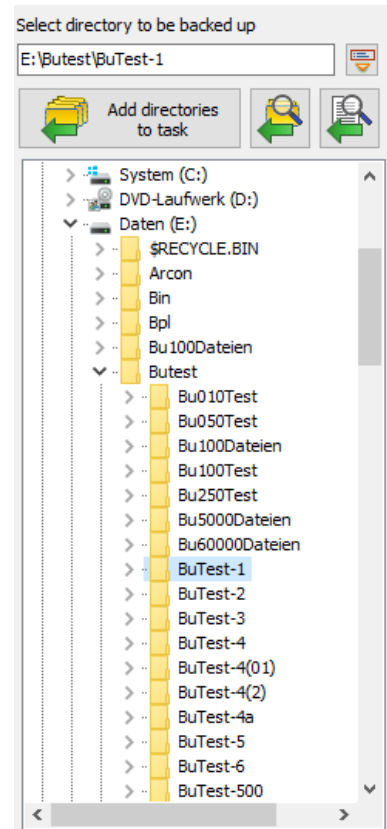 Select directory to be backed up
E:\Butest\BuTest-1
Add directories
to task
System (C:)
DVD-Laufwerk (D:)
Daten (E:)
$RECYCLE.BIN
Arcon
Bin
Bpl
Bu100Dateien
Butest
Bu010Test
Bu050Test
Bu100Dateien
Bu100Test
Bu250Test
Bu5000Dateien
Bu60000Dateien
BuTest-1
BuTest-2
BuTest-3
BuTest-4
BuTest-4(01)
BuTest-4(2)
BuTest-4a
BuTest-5
BuTest-6
BuTest-500